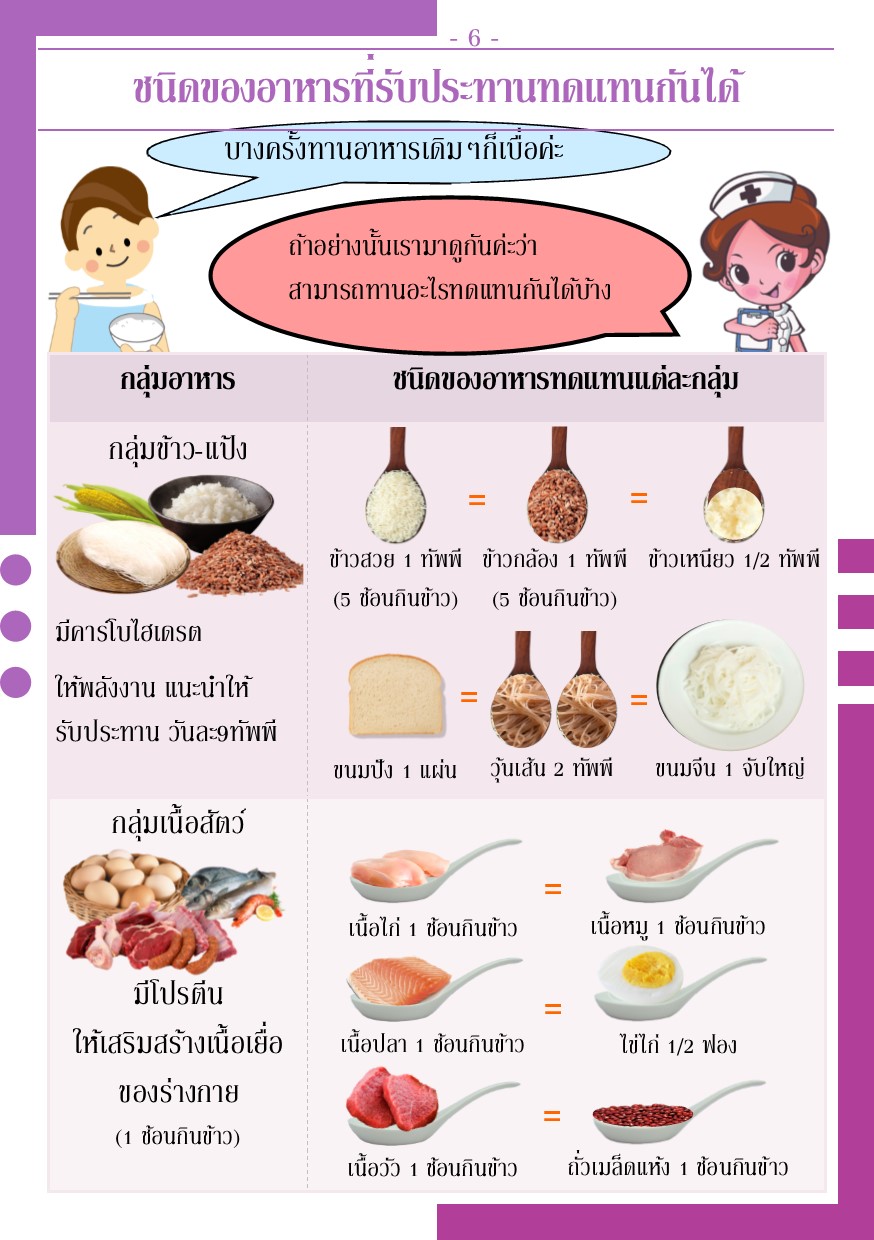 - 6 -
ชนิดของอาหารที่รับประทานทดแทนกันได้
บางครั้งทานอาหารเดิมๆก็เบื่อค่ะ
ถ้าอย่างนั้นเรามาดูกันค่ะว่า
สามารถทานอะไรทดแทนกันได้บ้าง
กลุ่มอาหาร
ชนิดของอาหารทดแทนแต่ละกลุ่ม
กลุ่มข้าว-แป้ง
= =
ข้าวสวย 1 ทัพพี ข้าวกล้อง 1 ทัพพี ข้าวเหนียว 1/2 ทัพพี
(5 ช้อนกินข้าว) (5 ช้อนกินข้าว)
มีคาร์โบไฮเดรต
ให้พลังงาน แนะนำให้
รับประทาน วันละ9ทัพพี
= =
ขนมปัง 1 แผ่น วุ้นเส้น 2 ทัพพี ขนมจีน 1 จับใหญ่
กลุ่มเนื้อสัตว์
มีโปรตีน
ให้เสริมสร้างเนื้อเยื่อ
ของร่างกาย
(1 ช้อนกินข้าว)
=
เนื้อไก่ 1 ช้อนกินข้าว เนื้อหมู 1 ช้อนกินข้าว
=
เนื้อปลา 1 ช้อนกินข้าว ไข่ไก่ 1/2 ฟอง
=
เนื้อวัว 1 ช้อนกินข้าว ถั่วเมล็ดแห้ง 1 ช้อนกินข้าว